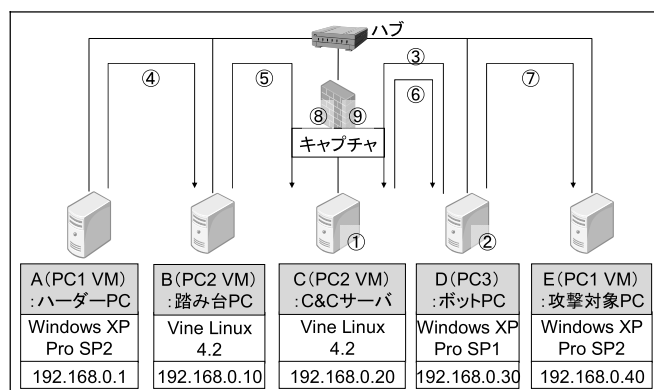 ハブ
③
④
⑤
⑥
⑦
⑧ ⑨
キャプチャ
①
②
A(PC1 VM)
:ハーダーPC
Windows XP
Pro SP2
192.168.0.1
B(PC2 VM)
:踏み台PC
Vine Linux
4.2
192.168.0.10
C(PC2 VM)
:C&Cサーバ
Vine Linux
4.2
192.168.0.20
D(PC3)
:ボットPC
Windows XP
Pro SP1
192.168.0.30
E(PC1 VM)
:攻撃対象PC
Windows XP
Pro SP2
192.168.0.40